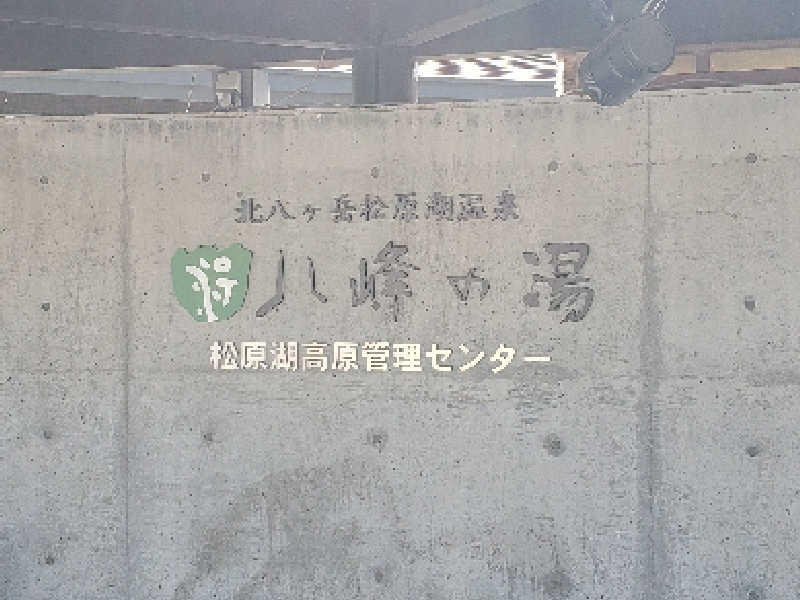 北八ヶ岳松原湖温泉
八峰の湯
松原湖高原管理センター